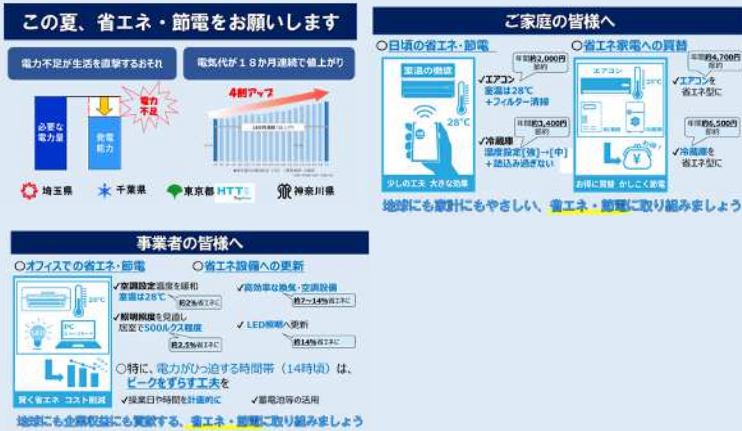 この夏、省エネ・節電をお願いします
電力不足が生活を直撃するおそれ
電気代が18か月連続で値上がり
必要な
電力量
発電
能力
電力
不足
4割アップ
埼玉県
千葉県
東京都 HTT
神奈川県
ご家庭の皆様へ
○日頃の省エネ・節電
室温の徹底
28℃
少しの工夫 大きな効果
年間約2,000円
節約
✓エアコン
室温は28℃
+フィルター清掃
年間約3,400円
節約
✓冷蔵庫
温度設定[強]→[中]
+詰込み過ぎない
○省エネ家電への買替
エアコン
お得に買替 かしこく節電
年間約4,700円
節約
✓エアコンを
省エネ型に
年間約6,500円
節約
✓冷蔵庫を
省エネ型に
地球にも家計にもやさしい、省エネ・節電に取り組みましょう
事業者の皆様へ
○オフィスでの省エネ・節電
28℃
PC
賢く省エネ コスト削減
✓空調設定温度を緩和
室温は28℃
約2%省エネに
✓照明照度を見直し
居室で500ルクス程度
約2.5%省エネに
○省エネ設備への更新
✓高効率な換気・空調設備
約7~14%省エネに
✓LED照明へ更新
約14%省エネに
○特に、電力がひっ迫する時間帯(14時頃)は、
ピークをずらす工夫を
✓操業日や時間を計画的に
✓蓄電池等の活用
地球にも企業収益にも貢献する、省エネ・節電に取り組みましょう